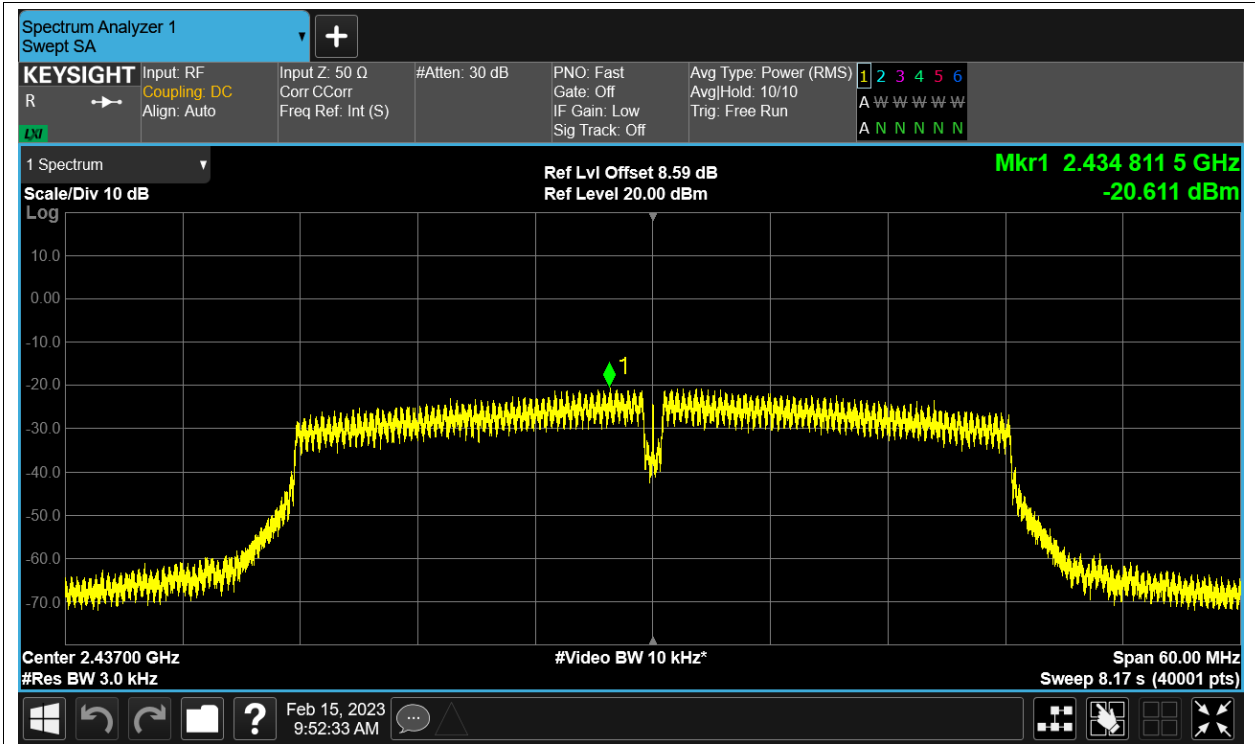 Spectrum Analyzer 1
Swept SA
KEYSIGHT
R
LXI
Input: RF
Coupling: DC
Align: Auto
Input Z: 50 Ω
Corr CCorr
Freq Ref: Int (S)
#Atten: 30 dB
PNO: Fast
Gate: Off
IF Gain: Low
Sig Track: Off
Avg Type: Power (RMS)
Avg|Hold: 10/10
Trig: Free Run
1 2 3 4 5 6
A W W W W W
A N N N N N
1 Spectrum
Scale/Div 10 dB
Log
Ref Lvl Offset 8.59 dB
Ref Level 20.00 dBm
Mkr1 2.434 811 5 GHz
-20.611 dBm
10.0
0.00
-10.0
-20.0
-30.0
-40.0
-50.0
-60.0
-70.0
1
Center 2.43700 GHz
#Res BW 3.0 kHz
#Video BW 10 kHz*
Span 60.00 MHz
Sweep 8.17 s (40001 pts)
?
Feb 15, 2023
9:52:33 AM